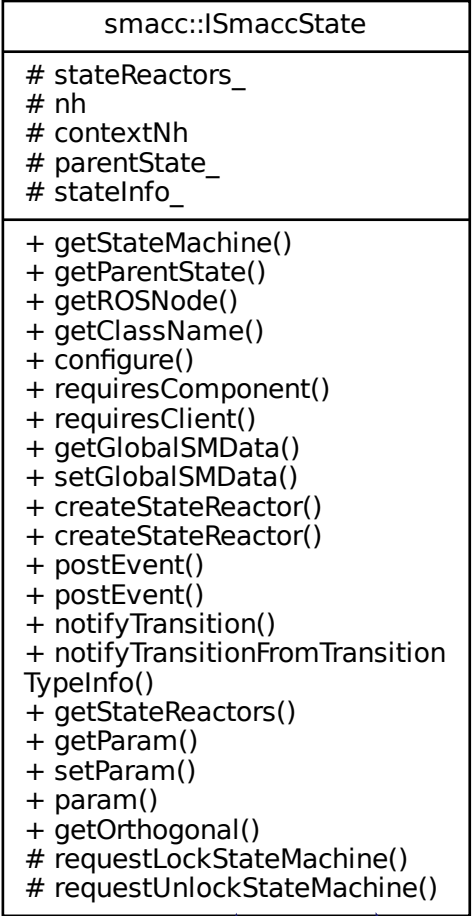 smacc::ISmaccState
# stateReactors_
# nh
# contextNh
# parentState_
# stateInfo_
+ getStateMachine()
+ getParentState()
+ getROSNode()
+ getClassName()
+ configure()
+ requiresComponent()
+ requiresClient()
+ getGlobalSMData()
+ setGlobalSMData()
+ createStateReactor()
+ createStateReactor()
+ postEvent()
+ postEvent()
+ notifyTransition()
+ notifyTransitionFromTransition
TypeInfo()
+ getStateReactors()
+ getParam()
+ setParam()
+ param()
+ getOrthogonal()
# requestLockStateMachine()
# requestUnlockStateMachine()